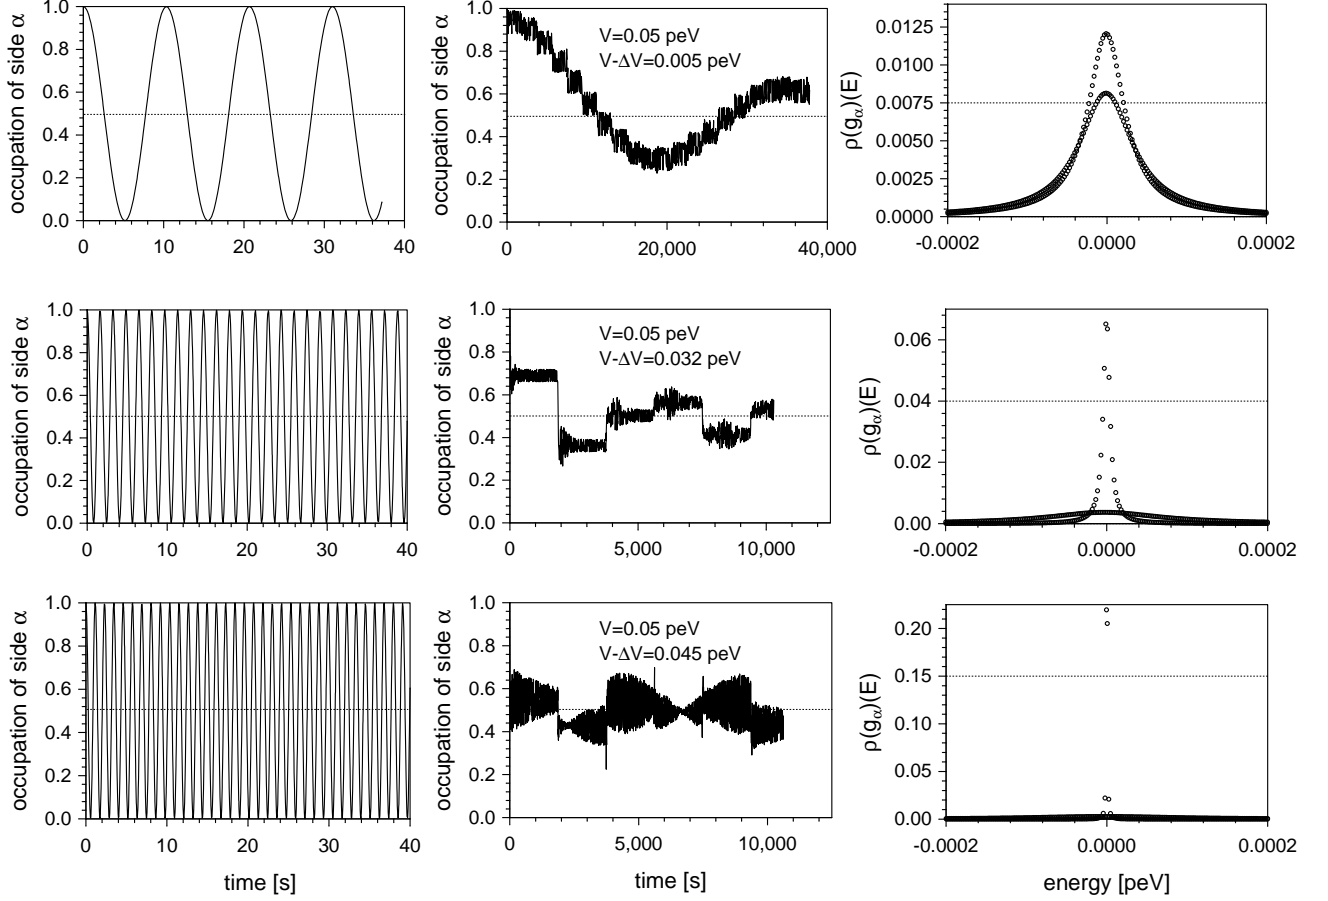 occupation of side α
1.0
0.8
0.6
0.4
0.2
0.0
0 10 20 30 40
occupation of side α
1.0
0.8
0.6
0.4
0.2
0.0
V=0.05 peV
V-ΔV=0.005 peV
0 20,000 40,000
ρ(gα)(E)
0.0125
0.0100
0.0075
0.0050
0.0025
0.0000
-0.0002 0.0000 0.0002
occupation of side α
1.0
0.8
0.6
0.4
0.2
0.0
0 10 20 30 40
occupation of side α
1.0
0.8
0.6
0.4
0.2
0.0
V=0.05 peV
V-ΔV=0.032 peV
0 5,000 10,000
ρ(gα)(E)
0.06
0.04
0.02
0.00
-0.0002 0.0000 0.0002
occupation of side α
1.0
0.8
0.6
0.4
0.2
0.0
0 10 20 30 40
time [s]
occupation of side α
1.0
0.8
0.6
0.4
0.2
0.0
V=0.05 peV
V-ΔV=0.045 peV
0 5,000 10,000
time [s]
ρ(gα)(E)
0.20
0.15
0.10
0.05
0.00
-0.0002 0.0000 0.0002
energy [peV]